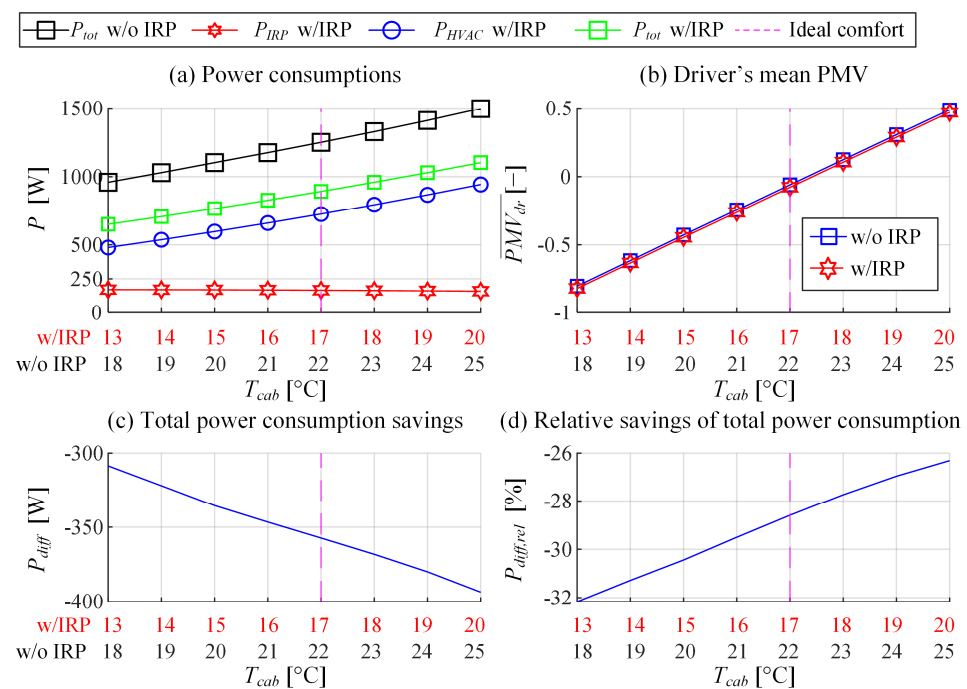 P_tot w/o IRP P_IRP w/IRP P_HVAC w/IRP P_tot w/IRP Ideal comfort
(a) Power consumptions
P [W]
1500
1000
500
250
0
w/IRP 13 14 15 16 17 18 19 20
w/o IRP 18 19 20 21 22 23 24 25
T_cab [°C]
(b) Driver's mean PMV
PMV_dr [–]
0.5
0
-0.5
-1
w/o IRP
w/IRP
13 14 15 16 17 18 19 20
18 19 20 21 22 23 24 25
T_cab [°C]
(c) Total power consumption savings
P_diff [W]
-300
-350
-400
w/IRP 13 14 15 16 17 18 19 20
w/o IRP 18 19 20 21 22 23 24 25
T_cab [°C]
(d) Relative savings of total power consumption
P_diff,rel [%]
-26
-28
-30
-32
13 14 15 16 17 18 19 20
18 19 20 21 22 23 24 25
T_cab [°C]